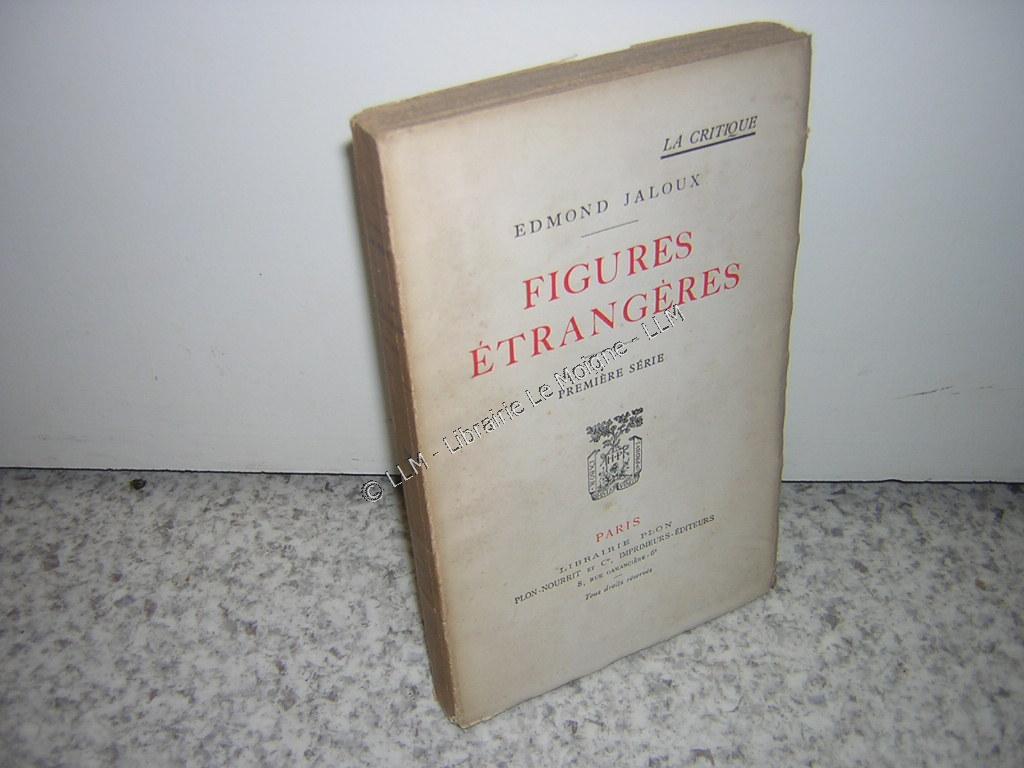 LA CRITIQUE
EDMOND JALOUX
FIGURES
ÉTRANGÈRES
PREMIÈRE SÉRIE
© LLM - Librairie Le Moigne - LLM
PARIS
LIBRAIRIE PLON
PLON-NOURRIT ET Cie, IMPRIMEURS-ÉDITEURS
8, RUE GARANCIÈRE - 6e
Tous droits réservés